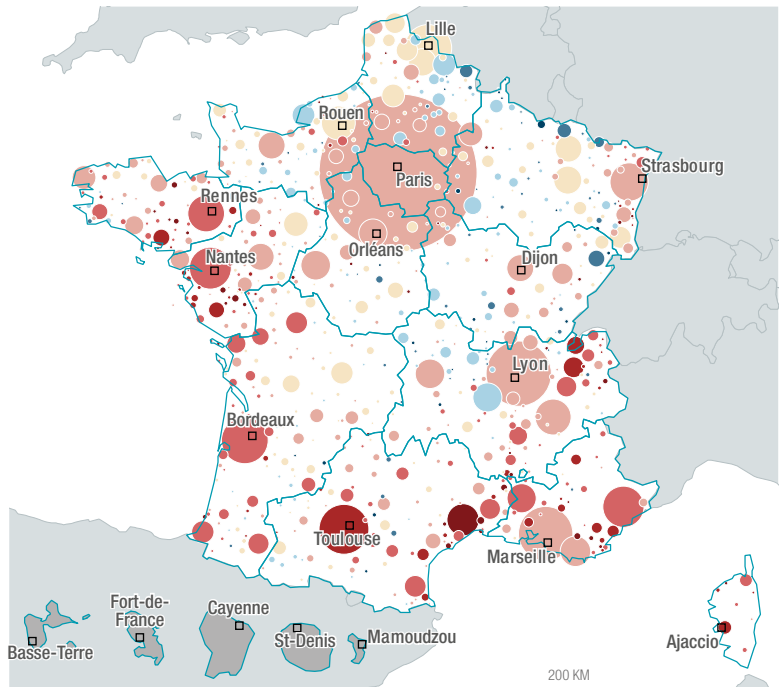 Lille
Rouen
Strasbourg
Paris
Rennes
Orléans
Nantes
Dijon
Lyon
Bordeaux
Toulouse
Marseille
Fort-de-
France
Cayenne
Basse-Terre
St-Denis
Mamoudzou
Ajaccio
200 KM